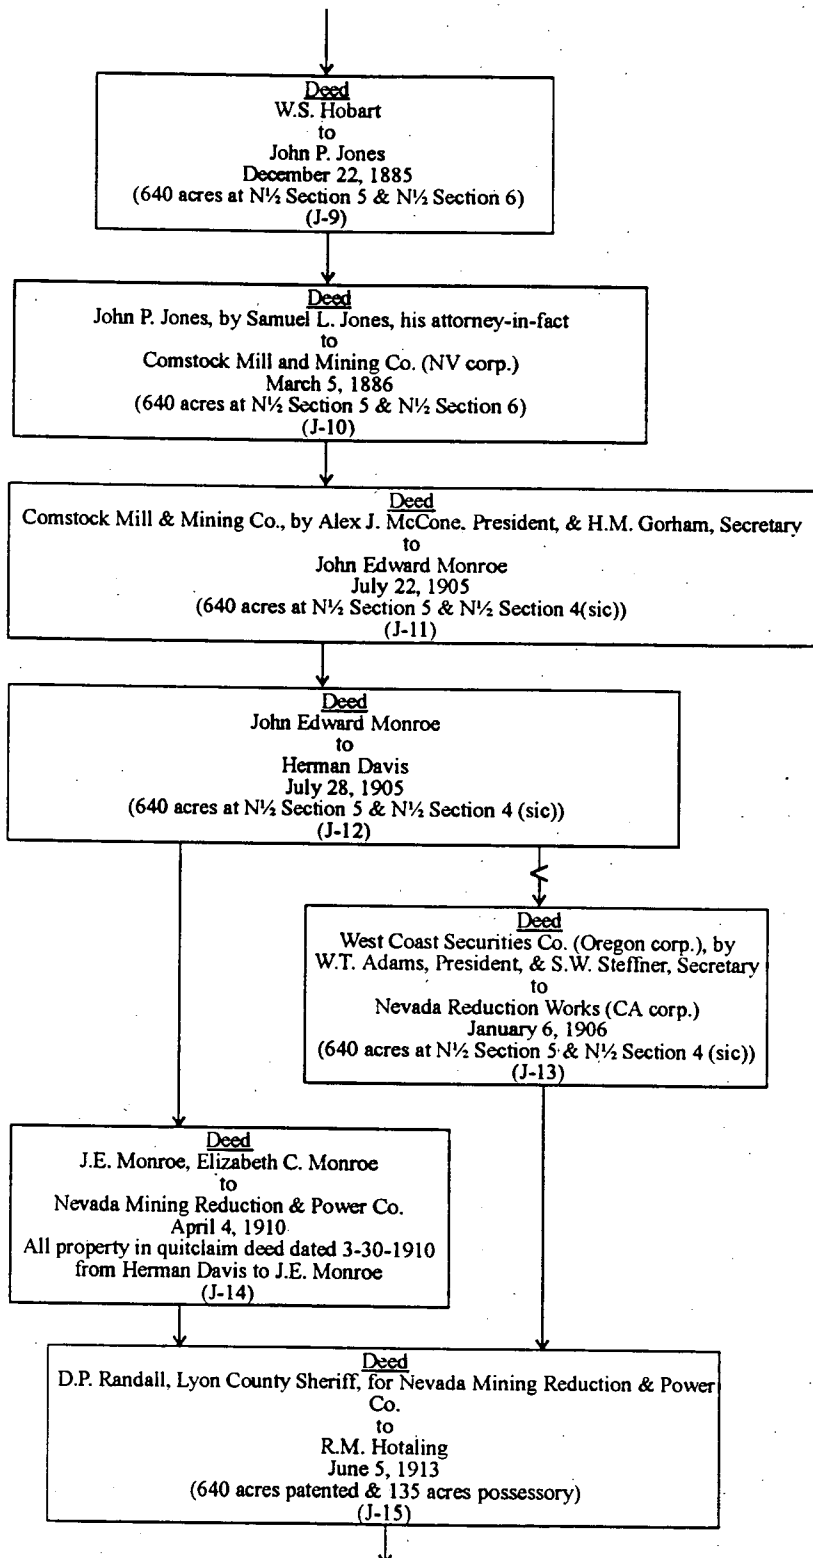 Deed
W.S. Hobart
to
John P. Jones
December 22, 1885
(640 acres at N½ Section 5 & N½ Section 6)
(J-9)
Deed
John P. Jones, by Samuel L. Jones, his attorney-in-fact
to
Comstock Mill and Mining Co. (NV corp.)
March 5, 1886
(640 acres at N½ Section 5 & N½ Section 6)
(J-10)
Deed
Comstock Mill & Mining Co., by Alex J. McCone, President, & H.M. Gorham, Secretary
to
John Edward Monroe
July 22, 1905
(640 acres at N½ Section 5 & N½ Section 4(sic))
(J-11)
Deed
John Edward Monroe
to
Herman Davis
July 28, 1905
(640 acres at N½ Section 5 & N½ Section 4 (sic))
(J-12)
Deed
West Coast Securities Co. (Oregon corp.), by
W.T. Adams, President, & S.W. Steffner, Secretary
to
Nevada Reduction Works (CA corp.)
January 6, 1906
(640 acres at N½ Section 5 & N½ Section 4 (sic))
(J-13)
Deed
J.E. Monroe, Elizabeth C. Monroe
to
Nevada Mining Reduction & Power Co.
April 4, 1910
All property in quitclaim deed dated 3-30-1910
from Herman Davis to J.E. Monroe
(J-14)
Deed
D.P. Randall, Lyon County Sheriff, for Nevada Mining Reduction & Power
Co.
to
R.M. Hotaling
June 5, 1913
(640 acres patented & 135 acres possessory)
(J-15)